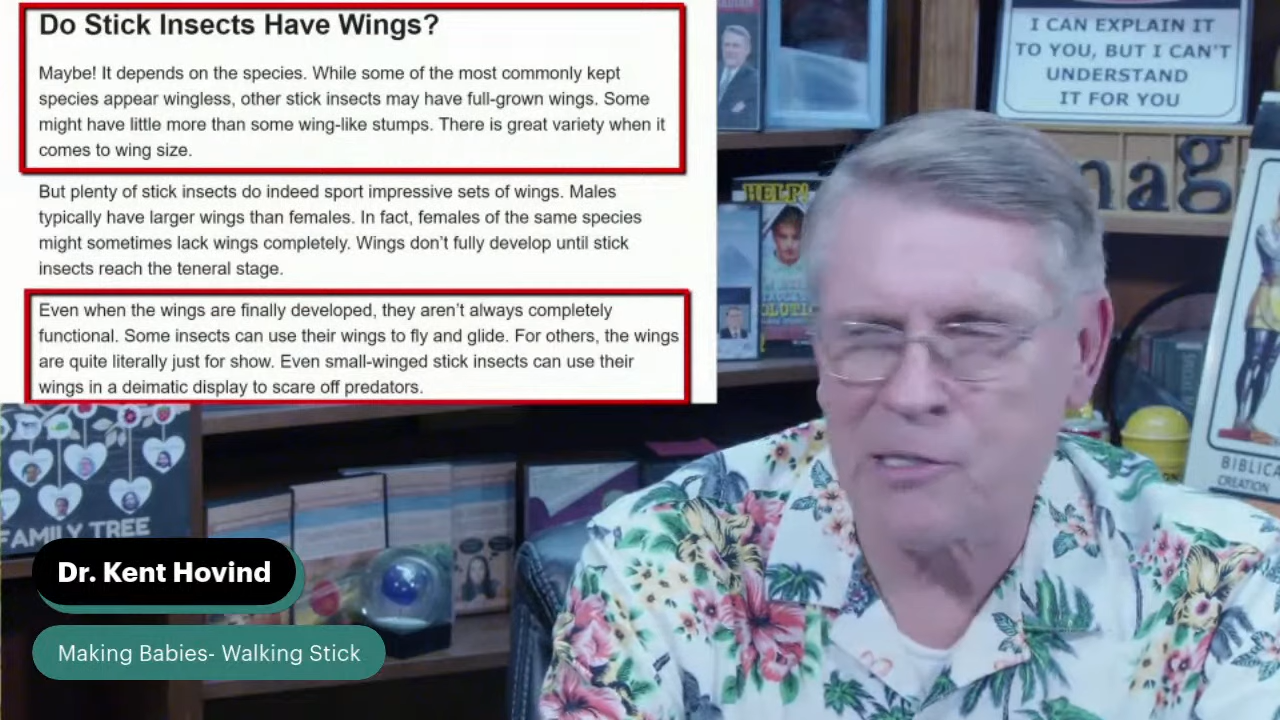 Do Stick Insects Have Wings?
Maybe! It depends on the species. While some of the most commonly kept
species appear wingless, other stick insects may have full-grown wings. Some
might have little more than some wing-like stumps. There is great variety when it
comes to wing size.
But plenty of stick insects do indeed sport impressive sets of wings. Males
typically have larger wings than females. In fact, females of the same species
might sometimes lack wings completely. Wings don't fully develop until stick
insects reach the teneral stage.
Even when the wings are finally developed, they aren't always completely
functional. Some insects can use their wings to fly and glide. For others, the wings
are quite literally just for show. Even small-winged stick insects can use their
wings in a deimatic display to scare off predators.
I CAN EXPLAIN IT
TO YOU, BUT I CAN'T
UNDERSTAND
IT FOR YOU
nag
HELP!
BIBLICA
CREATION
FAMILY TREE
Dr. Kent Hovind
Making Babies- Walking Stick